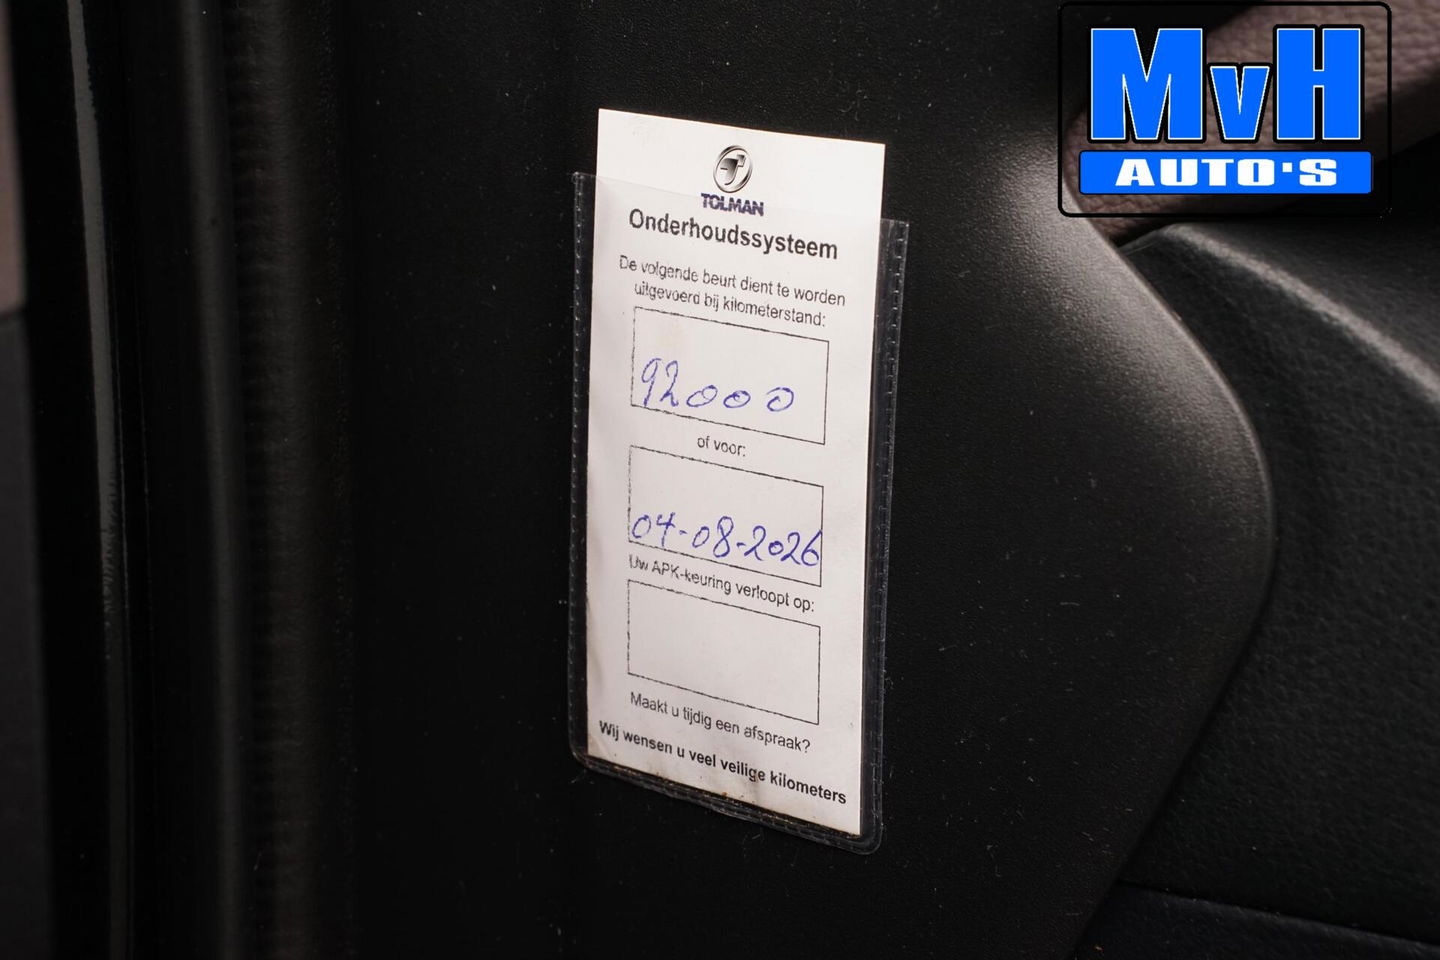 MvH
AUTO'S
TOLMAN
Onderhoudssysteem
De volgende beurt dient te worden
uitgevoerd bij kilometerstand:
92000
of voor:
04-08-2026
Uw APK-keuring verloopt op:
Maakt u tijdig een afspraak?
Wij wensen u veel veilige kilometers